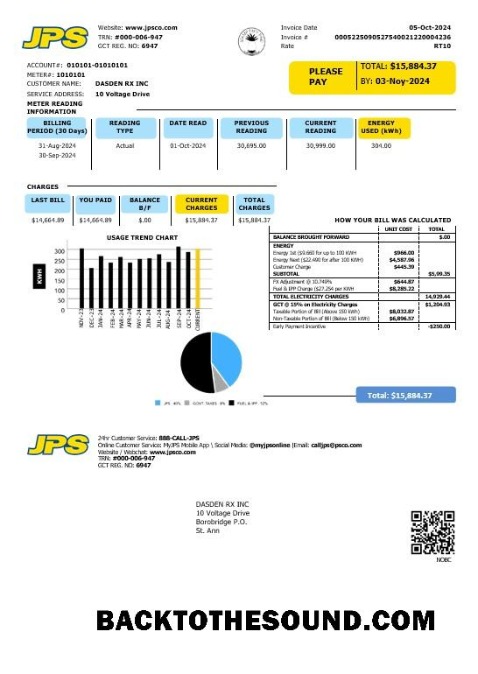 JPS
Website: www.jpsco.com
TRN: #000-006-947
GCT REG. NO: 6947
Invoice Date 05-Oct-2024
Invoice # 00052250905275400212200042​36
Rate RT10
ACCOUNT#: 010101-01010101
METER#: 1010101
CUSTOMER NAME: DASDEN RX INC
SERVICE ADDRESS: 10 Voltage Drive
PLEASE PAY
TOTAL: $15,884.37
BY: 03-Nov-2024
METER READING
INFORMATION
BILLING PERIOD (30 Days) READING TYPE DATE READ PREVIOUS READING CURRENT READING ENERGY USED (kWh)
31-Aug-2024 Actual 01-Oct-2024 30,695.00 30,999.00 304.00
30-Sep-2024
CHARGES
LAST BILL YOU PAID BALANCE B/F CURRENT CHARGES TOTAL CHARGES
$14,664.89 $14,664.89 $.00 $15,884.37 $15,884.37
HOW YOUR BILL WAS CALCULATED
UNIT COST TOTAL
BALANCE BROUGHT FORWARD $.00
ENERGY
Energy 1st ($9.660 for up to 100 KWH $966.00
Energy Next ($22.490 for after 100 KWH) $4,587.96
Customer Charge $445.39
SUBTOTAL $5,99.35
FX Adjustment @ 10.749% $644.87
Fuel & IPP Charge ($27.254 per KWH $8,285.22
TOTAL ELECTRICITY CHARGES 14,929.44
GCT @ 15% on Electricity Charges $1,204.93
Taxable Portion of Bill (Above 150 kWH) $8,032.87
Non-Taxable Portion of Bill (Below 150 kWH) $6,896.57
Early Payment Incentive -$250.00
USAGE TREND CHART
KWH
300
250
200
150
100
50
0
NOV-23 DEC-23 JAN-24 FEB-24 MAR-24 APR-24 MAY-24 JUN-24 JUL-24 AUG-24 SEP-24 OCT-24 CURRENT
Total: $15,884.37
JPS
24hr Customer Service: 888-CALL-JPS
Online Customer Service: MyJPS Mobile App \ Social Media: @myjpsonline |Email: calljps@jpsco.com
Website / Webchat: www.jpsco.com
TRN: #000-006-947
GCT REG. NO: 6947
DASDEN RX INC
10 Voltage Drive
Borobridge P.O.
St. Ann
NOBC
BACKTOTHESOUND.COM